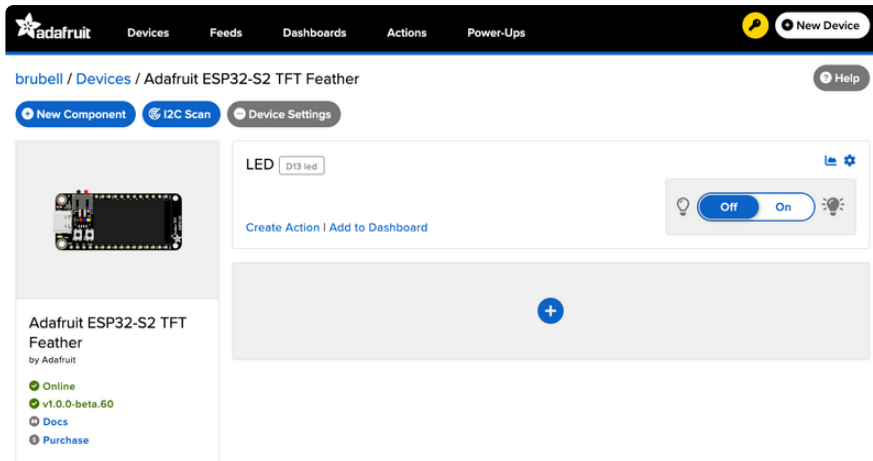 adafruit Devices Feeds Dashboards Actions Power-Ups New Device
brubell / Devices / Adafruit ESP32-S2 TFT Feather Help
New Component I2C Scan Device Settings
LED D13 led
Off On
Create Action | Add to Dashboard
Adafruit ESP32-S2 TFT
Feather
by Adafruit
Online
v1.0.0-beta.60
Docs
Purchase